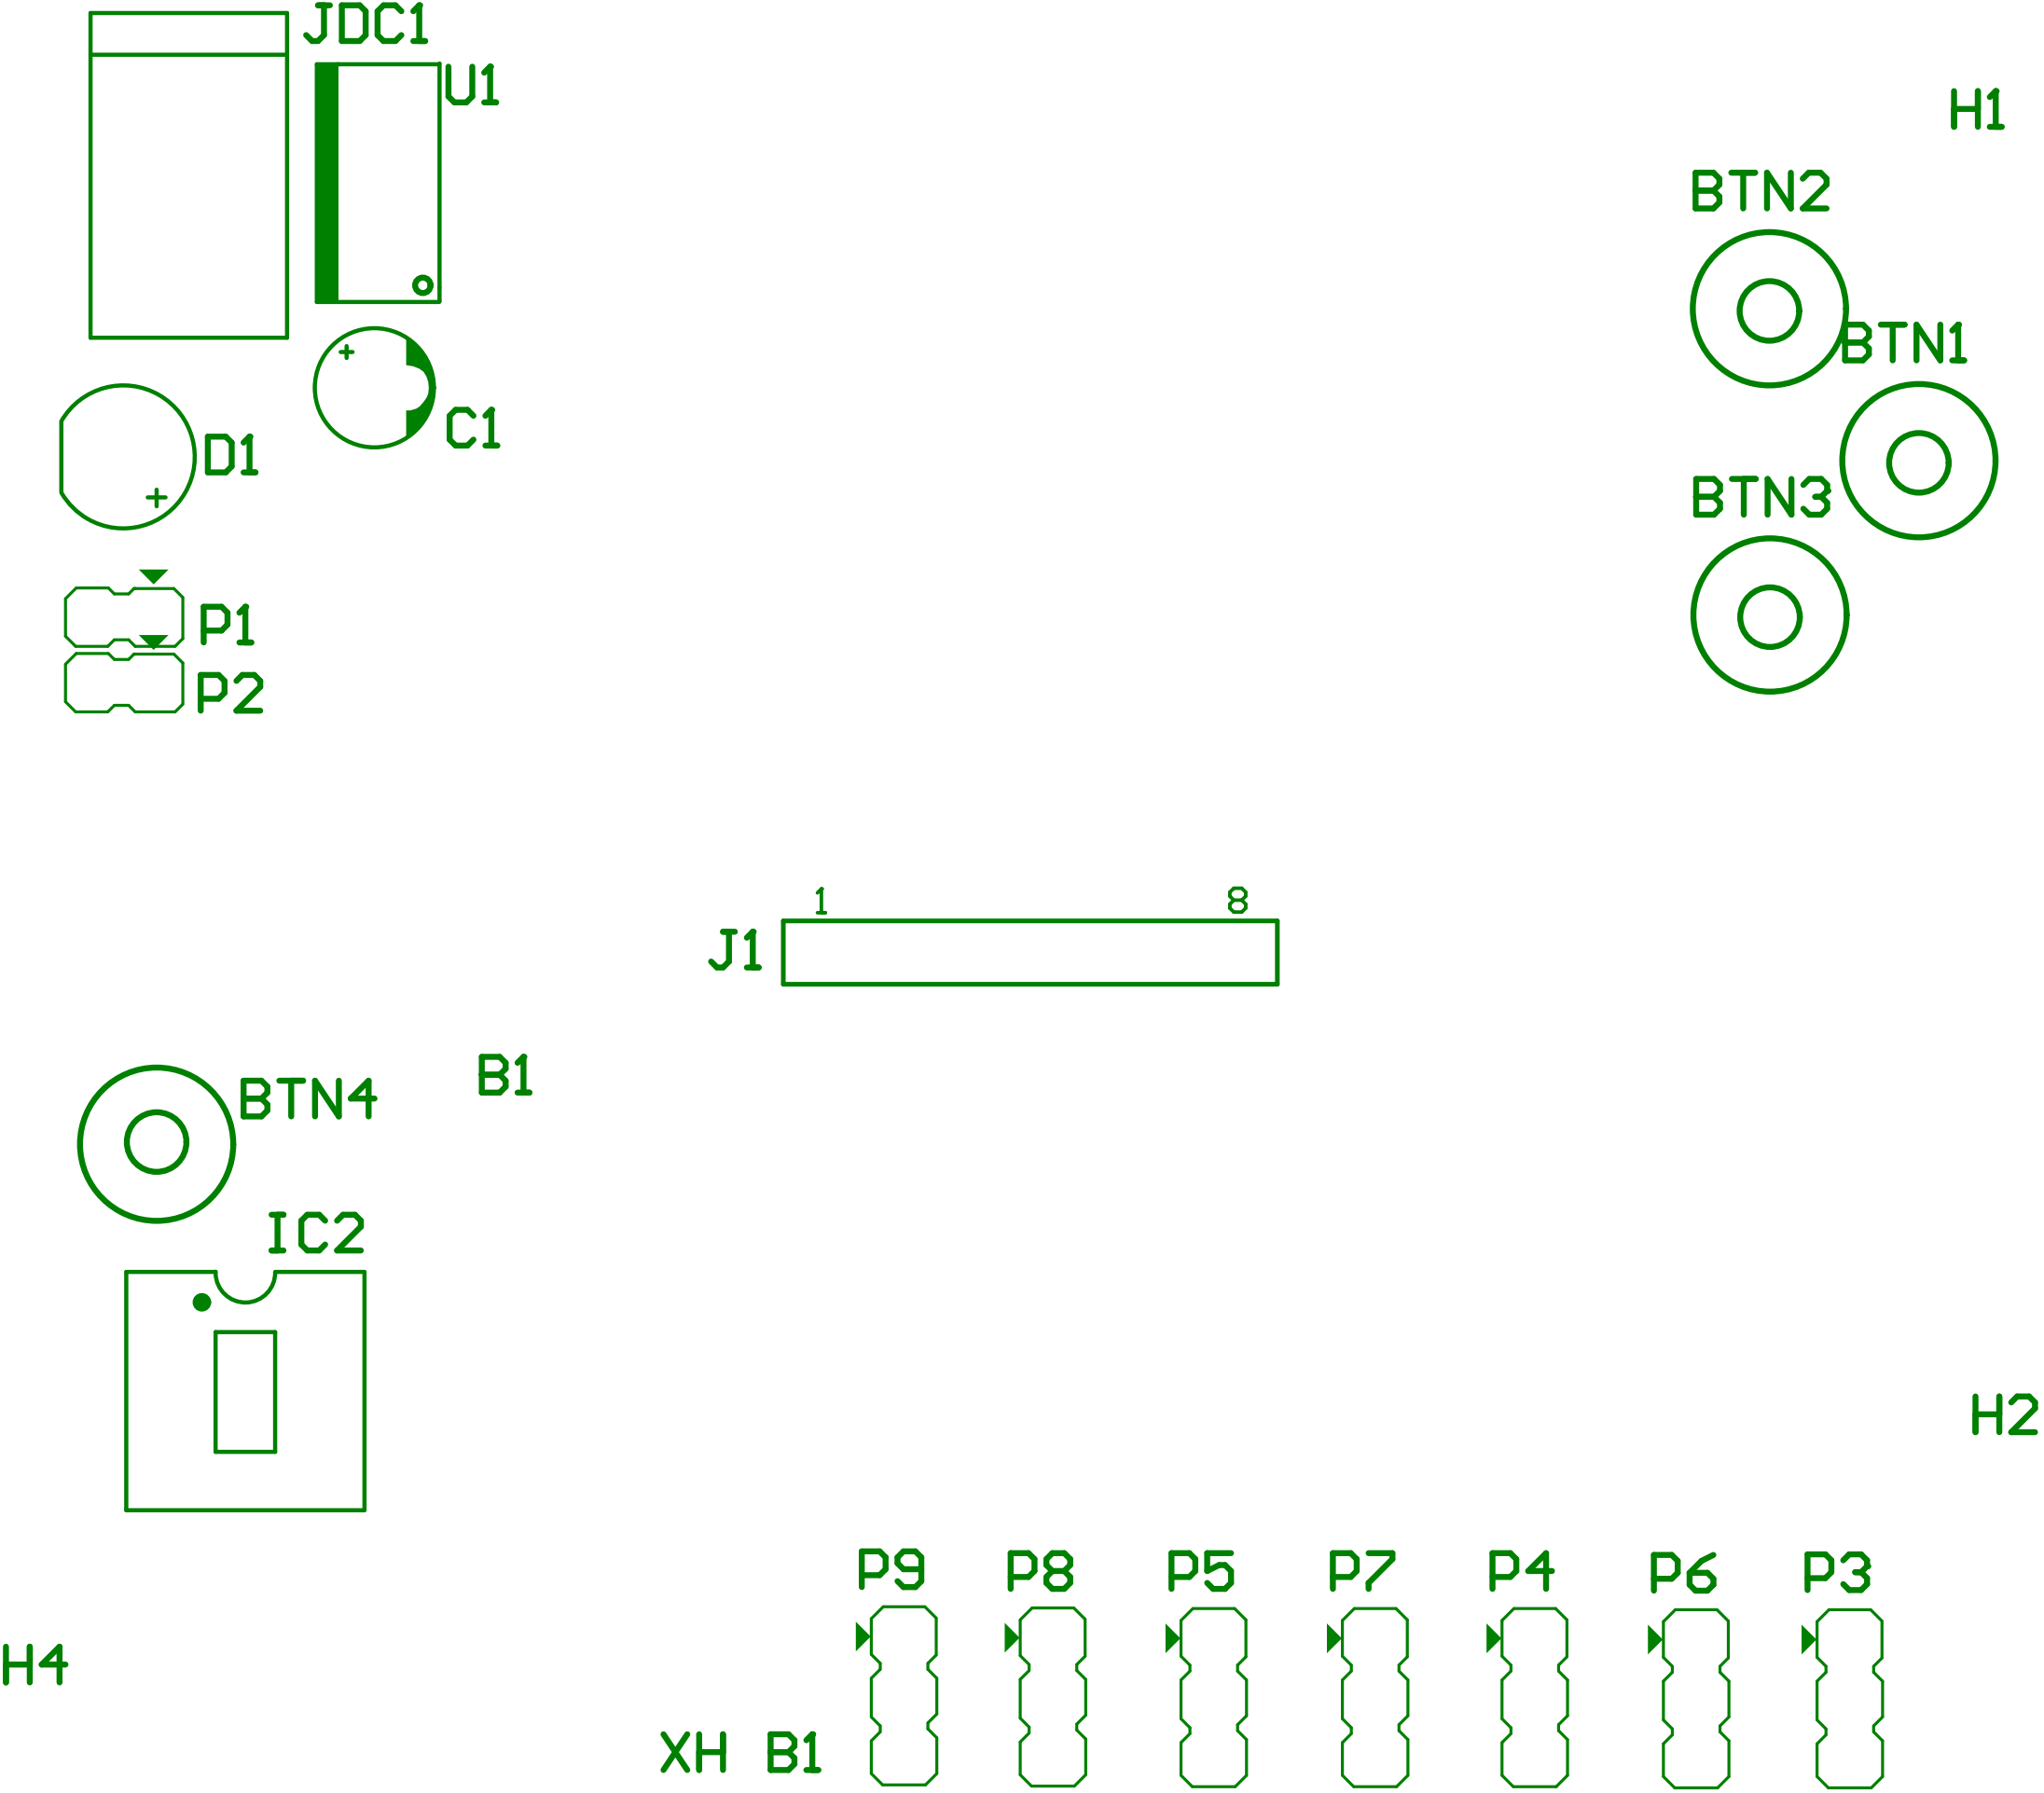 JDC1
U1
H1
BTN2
BTN1
C1
D1
BTN3
P1
P2
1 8
J1
B1
BTN4
IC2
H2
P9 P8 P5 P7 P4 P6 P3
H4
XH B1